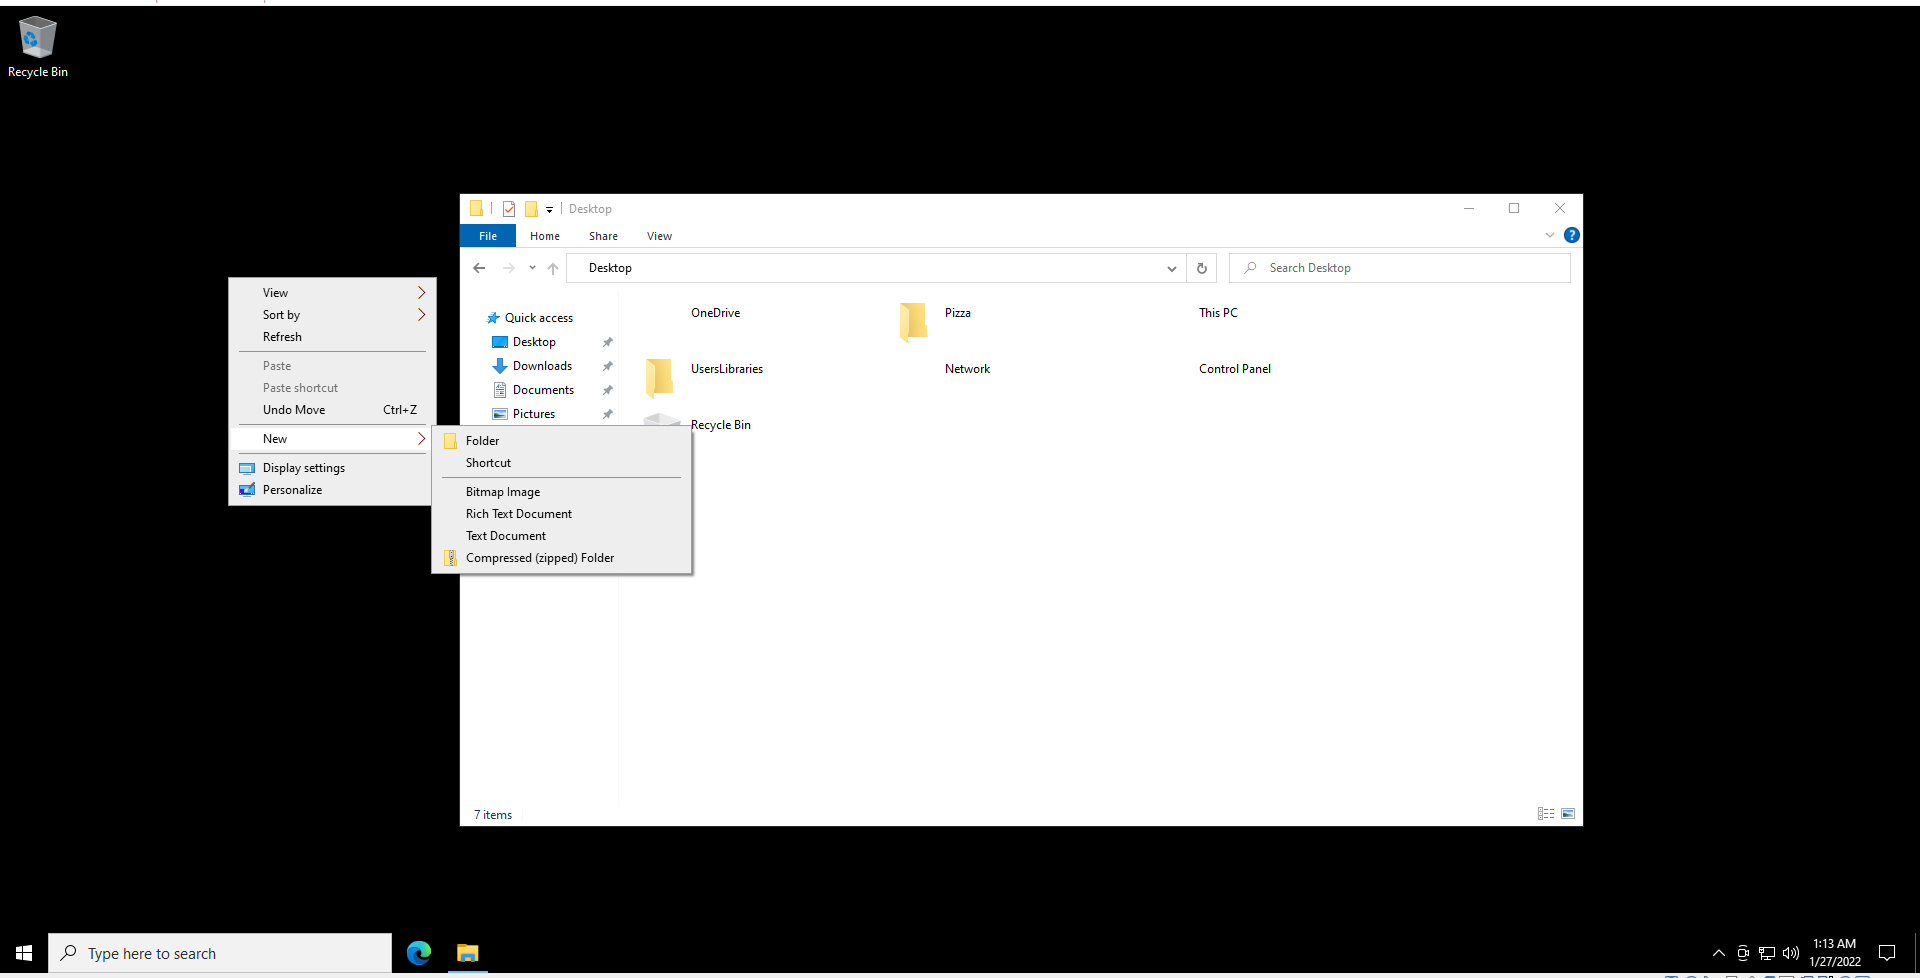 Recycle Bin
Desktop
File
Home
Share
View
Desktop
Search Desktop
Quick access
Desktop
Downloads
Documents
Pictures
OneDrive
Pizza
This PC
UsersLibraries
Network
Control Panel
Recycle Bin
7 items
View
Sort by
Refresh
Paste
Paste shortcut
Undo Move Ctrl+Z
New
Display settings
Personalize
Folder
Shortcut
Bitmap Image
Rich Text Document
Text Document
Compressed (zipped) Folder
Type here to search
1:13 AM
1/27/2022